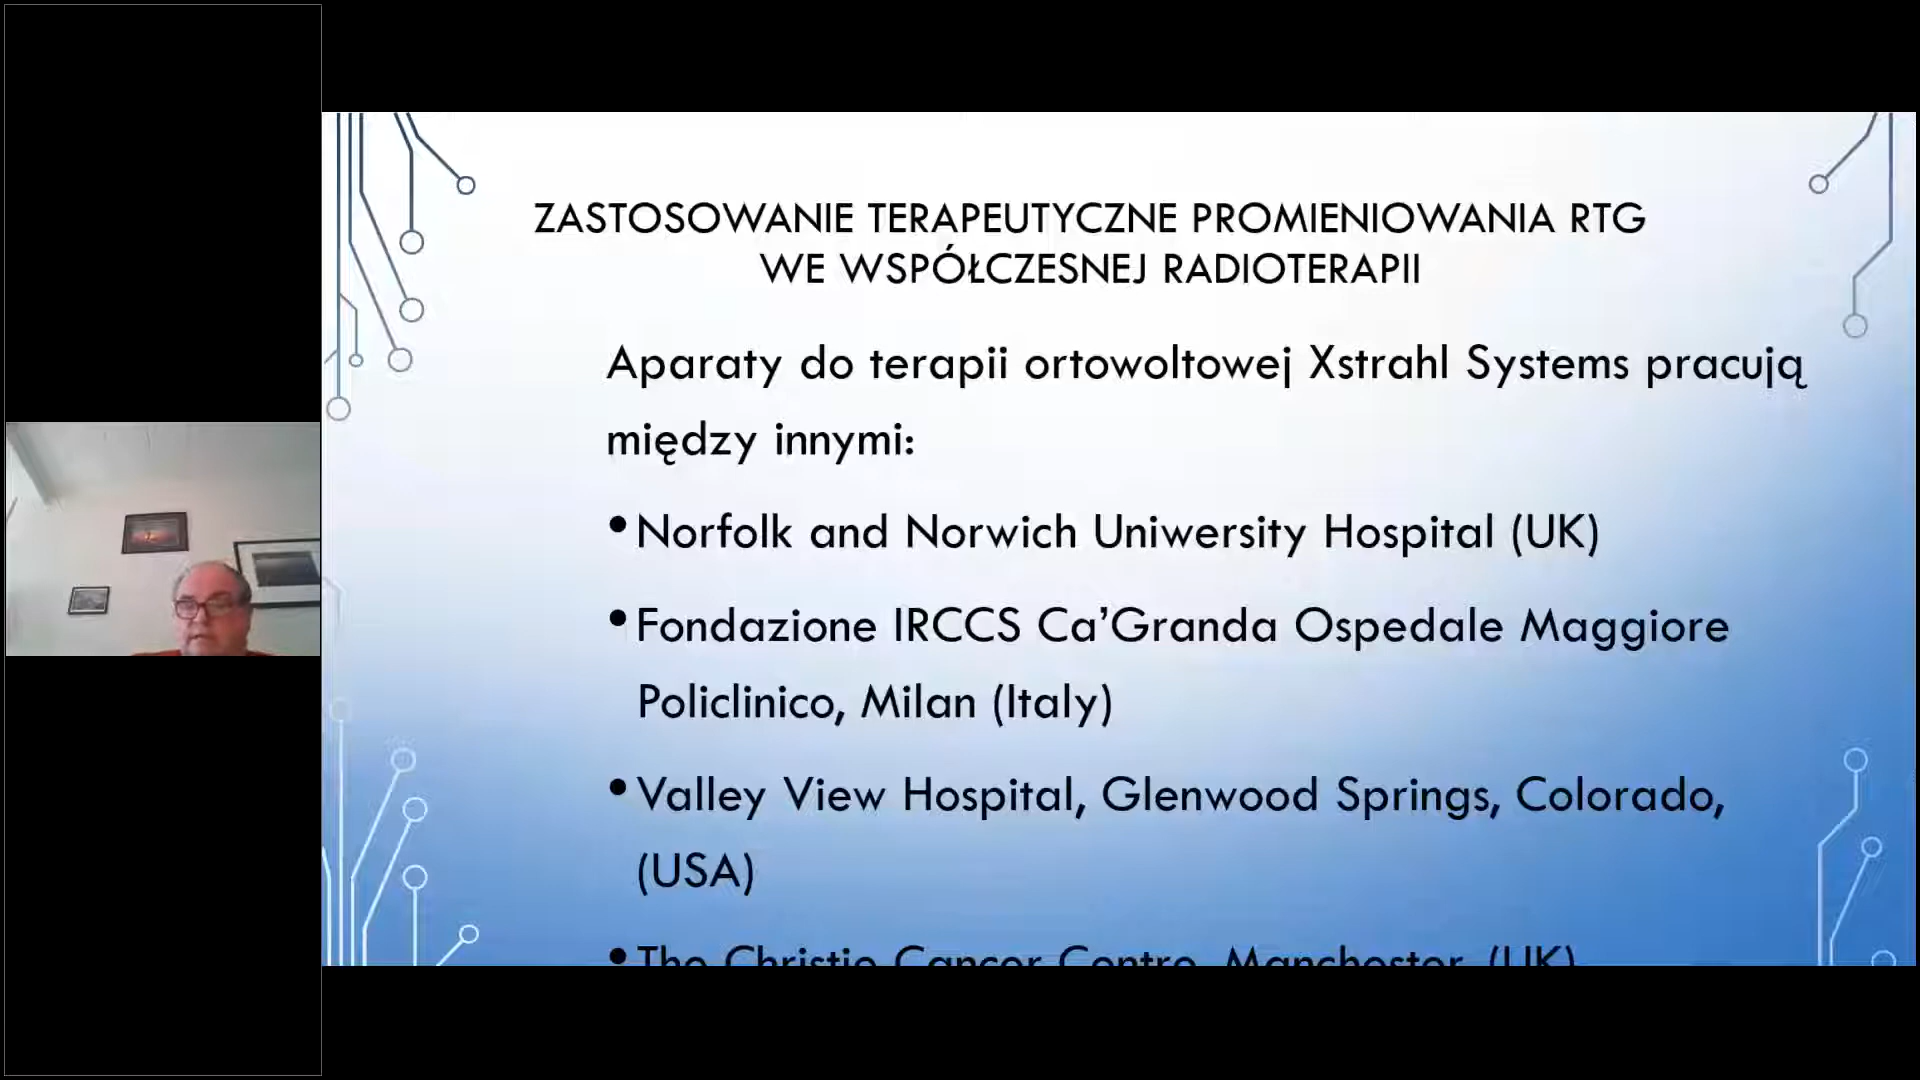 ZASTOSOWANIE TERAPEUTYCZNE PROMIENIOWANIA RTG
WE WSPÓŁCZESNEJ RADIOTERAPII
Aparaty do terapii ortowoltowej Xstrahl Systems pracują
między innymi:
• Norfolk and Norwich Uniwersity Hospital (UK)
• Fondazione IRCCS Ca’Granda Ospedale Maggiore
Policlinico, Milan (Italy)
• Valley View Hospital, Glenwood Springs, Colorado,
(USA)
• The Christie Cancer Centre, Manchester, (UK)